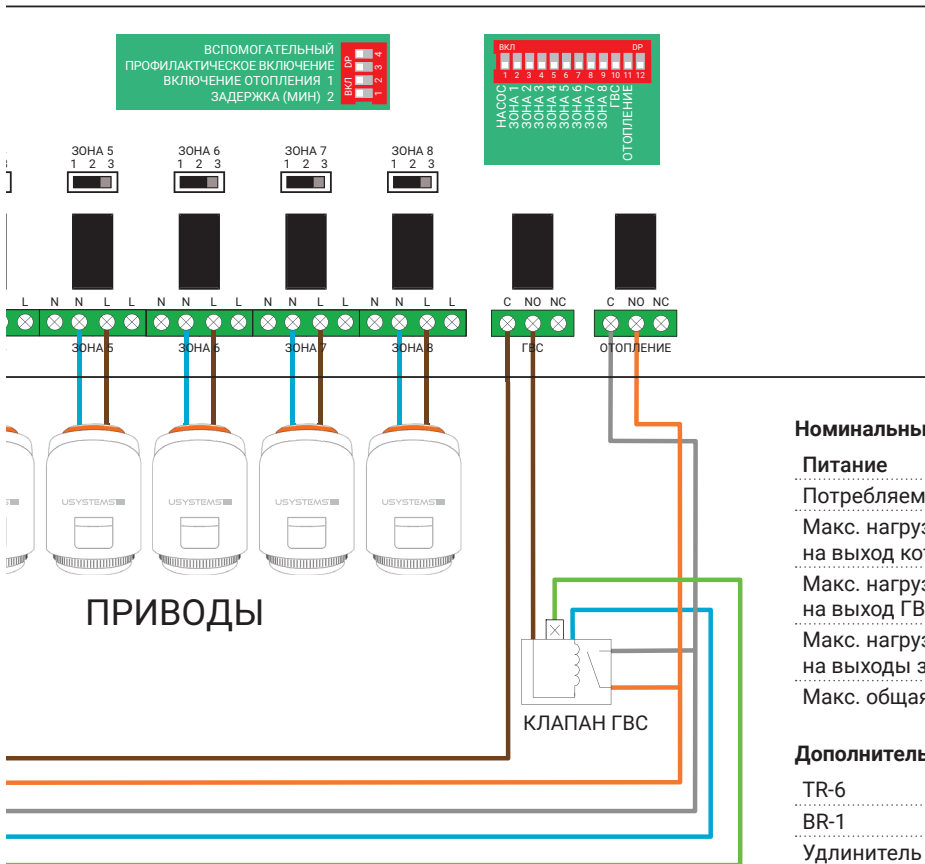 ВСПОМОГАТЕЛЬНЫЙ
ПРОФИЛАКТИЧЕСКОЕ ВКЛЮЧЕНИЕ
ВКЛЮЧЕНИЕ ОТОПЛЕНИЯ 1
ЗАДЕРЖКА (МИН) 2
ВКЛ DP
1 2 3 4
ВКЛ DP
1 2 3 4 5 6 7 8 9 10 11 12
НАСОС
ЗОНА 1
ЗОНА 2
ЗОНА 3
ЗОНА 4
ЗОНА 5
ЗОНА 6
ЗОНА 7
ЗОНА 8
ГВС
ОТОПЛЕНИЕ
ЗОНА 5 ЗОНА 6 ЗОНА 7 ЗОНА 8
1 2 3 1 2 3 1 2 3 1 2 3
L N N L L N N L L N N L L N N L L C NO NC C NO NC
ЗОНА 5 ЗОНА 6 ЗОНА 7 ЗОНА 8 ГВС ОТОПЛЕНИЕ
USYSTEMS USYSTEMS USYSTEMS USYSTEMS
ПРИВОДЫ
КЛАПАН ГВС
Номинальны
Питание
Потребляем
Макс. нагруз
на выход кот
Макс. нагруз
на выход ГВ
Макс. нагруз
на выходы з
Макс. общая
Дополнитель
TR-6
BR-1
Удлинитель